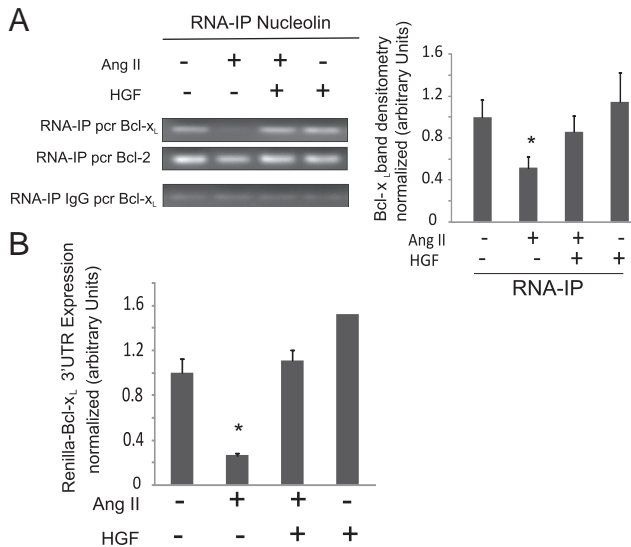 A
RNA-IP Nucleolin
Ang II - + + -
HGF - - + +
RNA-IP pcr Bcl-xL
RNA-IP pcr Bcl-2
RNA-IP IgG pcr Bcl-xL
Bcl-x L band densitometry
normalized (arbitrary Units)
1.6
1.2
0.8
0.4
0
*
Ang II - + + -
HGF - - + +
RNA-IP
B
Renilla-Bcl-xL 3'UTR Expression
normalized (arbitrary Units)
1.6
1.2
0.8
0.4
0
*
Ang II - + + -
HGF - - + +